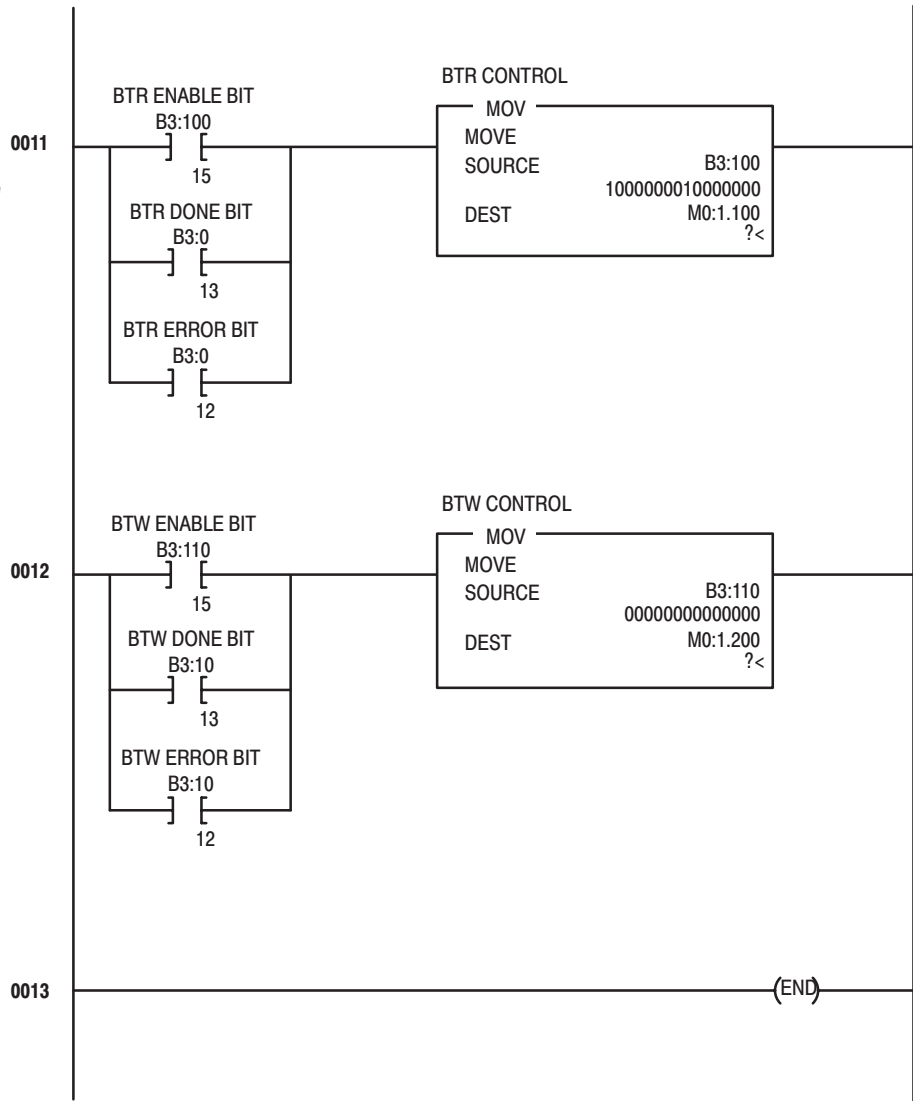 BTR CONTROL
BTR ENABLE BIT
B3:100
MOV
0011
MOVE
SOURCE
B3:100
15
1000000010000000
BTR DONE BIT
DEST
M0:1.100
B3:0
?<
13
BTR ERROR BIT
B3:0
12
BTW CONTROL
BTW ENABLE BIT
B3:110
MOV
0012
MOVE
SOURCE
B3:110
15
00000000000000
BTW DONE BIT
DEST
M0:1.200
B3:10
?<
13
BTW ERROR BIT
B3:10
12
0013
(END)